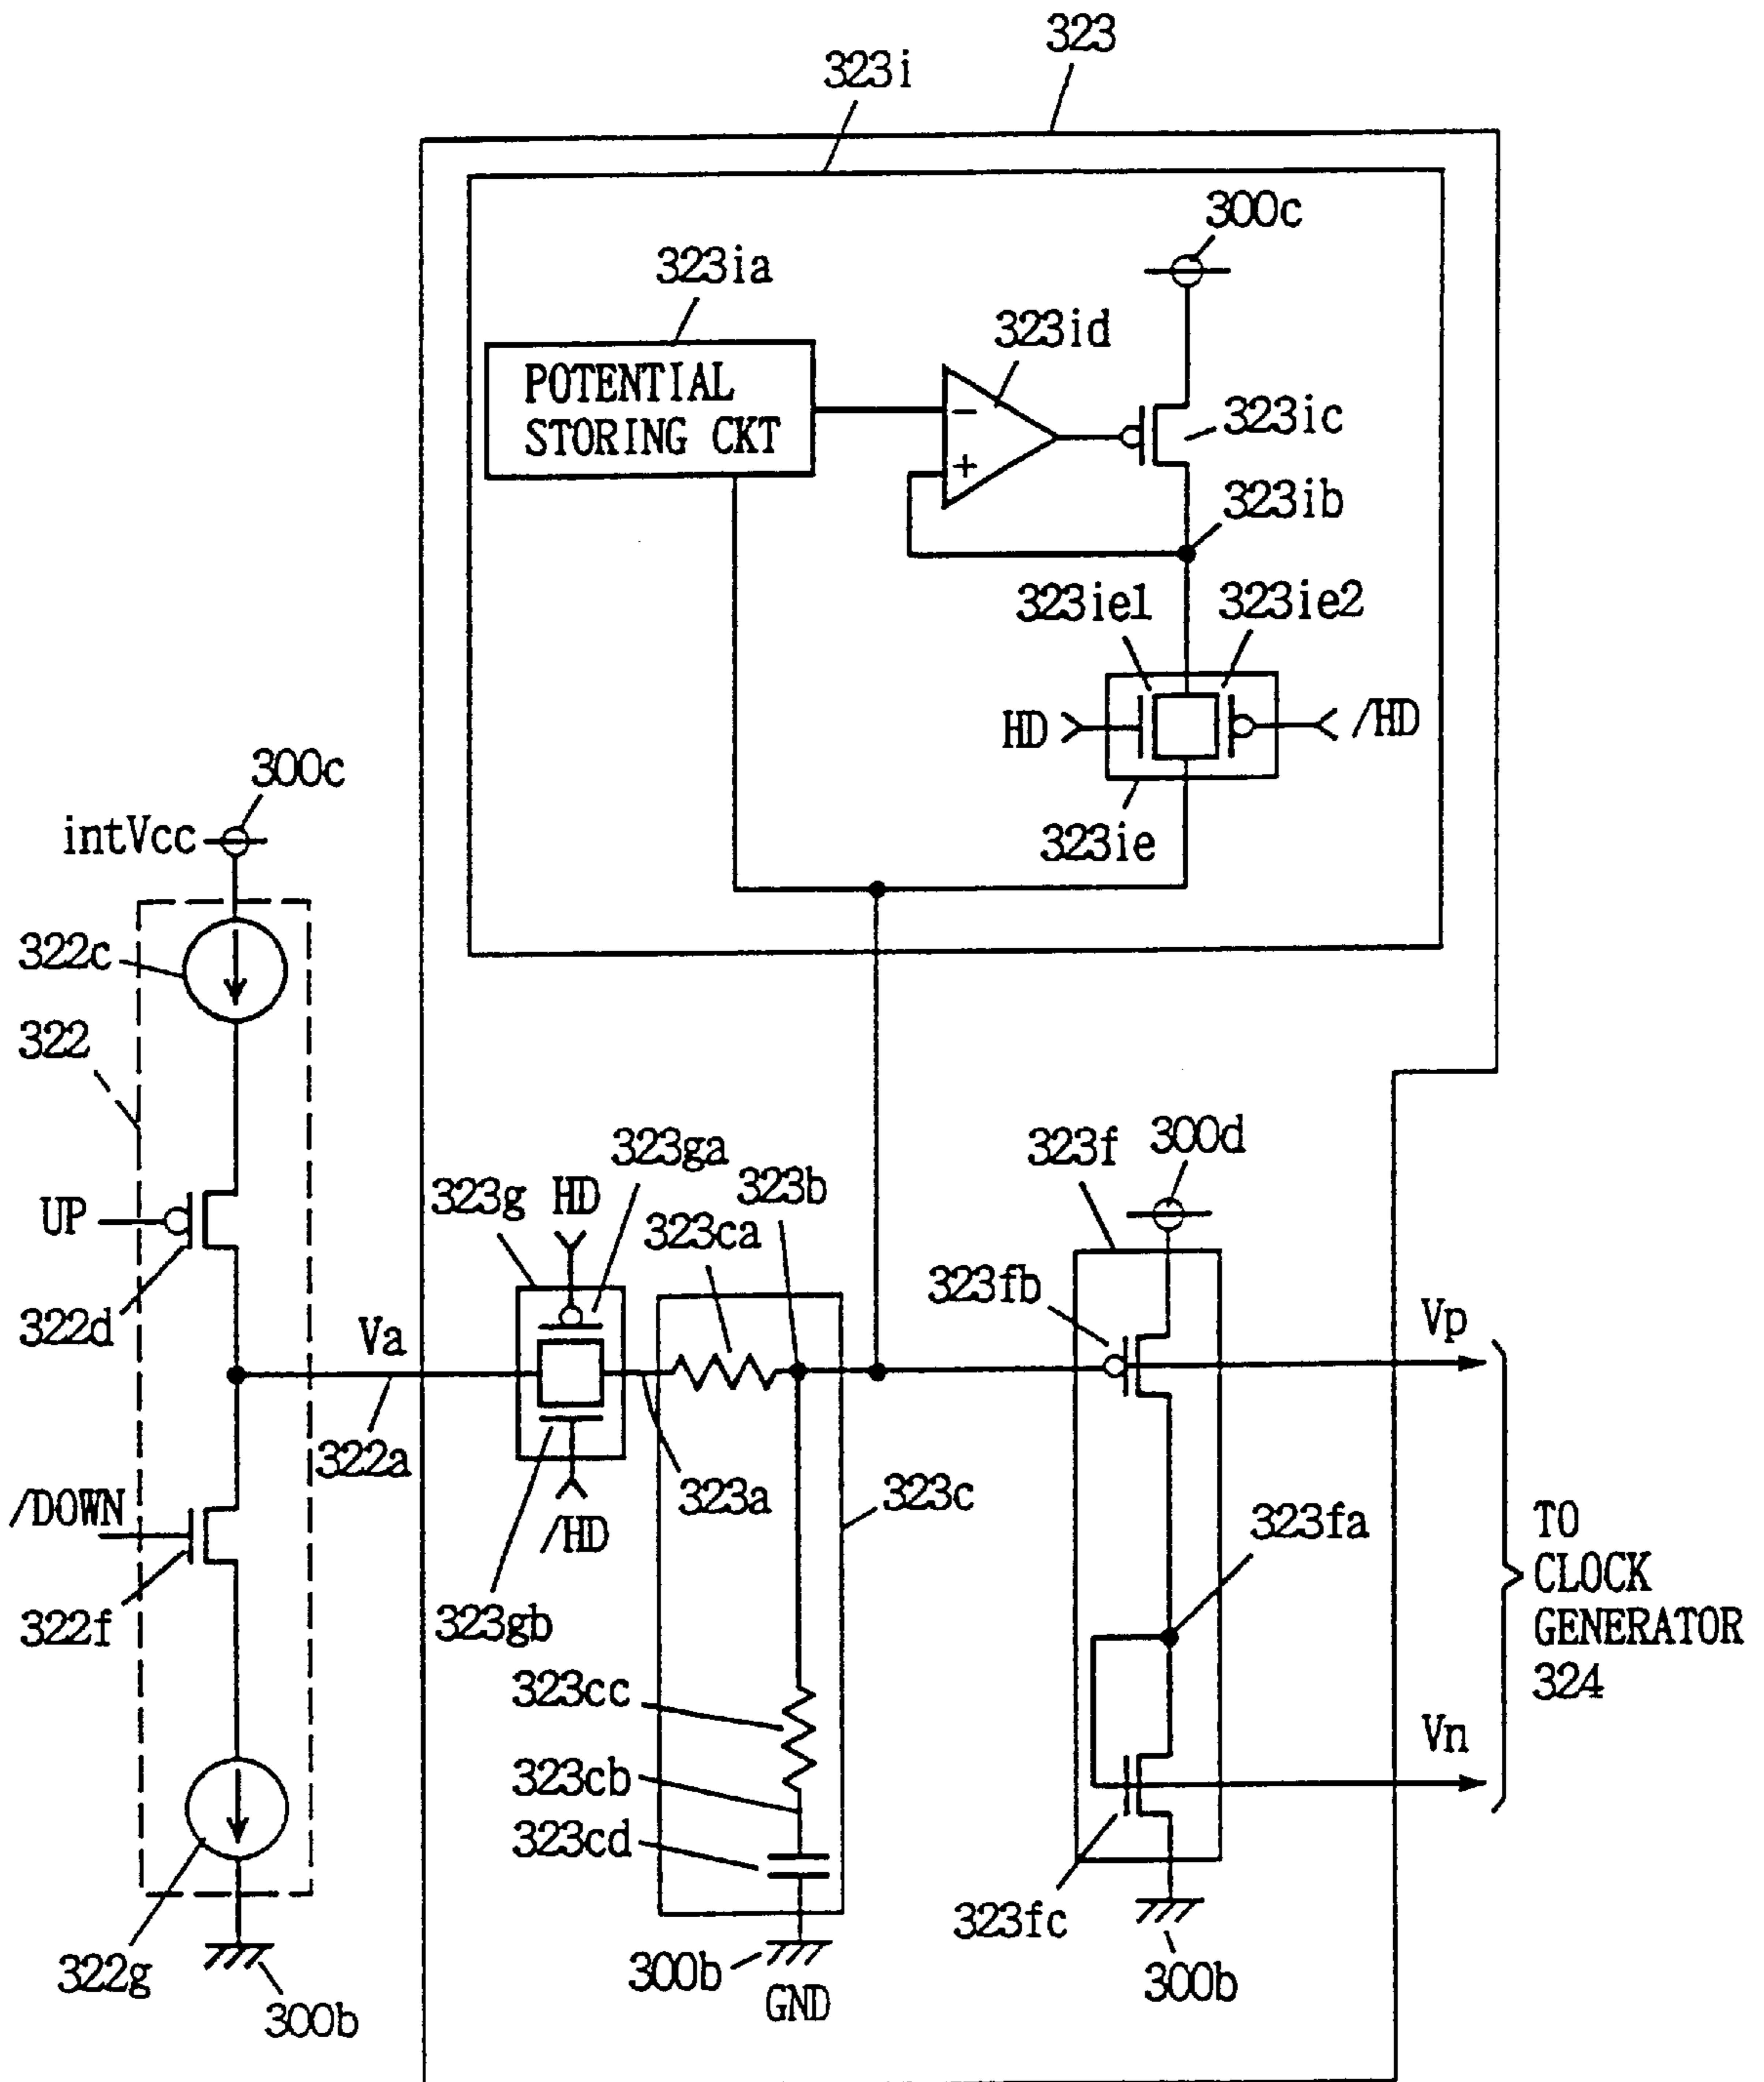 323
323i
300c
323ia
323id
POTENTIAL
STORING CKT
−
+
323ic
323ib
323ie1
323ie2
HD
/HD
323ie
300c
intVcc
322c
322
UP
322d
Va
322a
/DOWN
322f
322g
300b
323g
HD
323ga
323ca
323b
323gb
/HD
323a
323c
323cc
323cb
323cd
300b
GND
323f
300d
323fb
Vp
323fa
Vn
323fc
300b
TO
CLOCK
GENERATOR
324